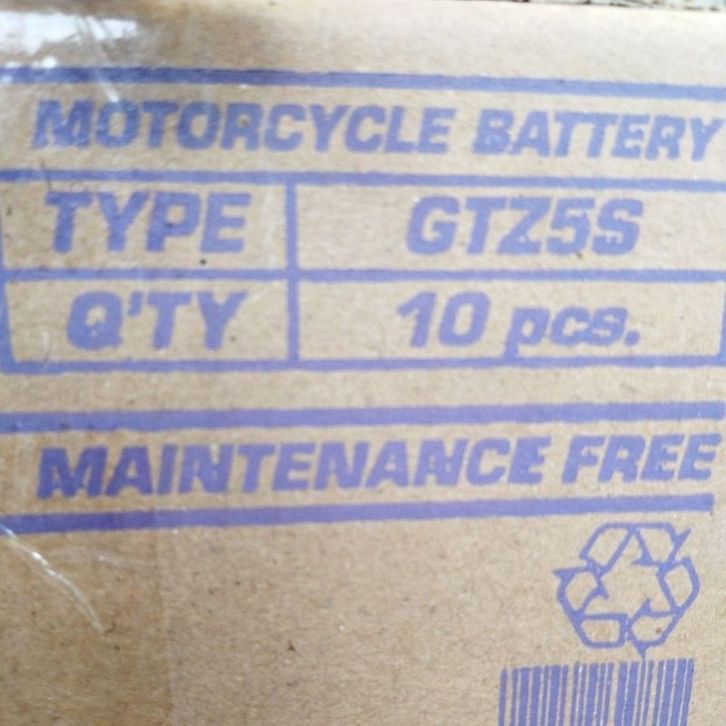 MOTORCYCLE BATTERY
TYPE GTZ5S
Q'TY 10 pcs.
MAINTENANCE FREE